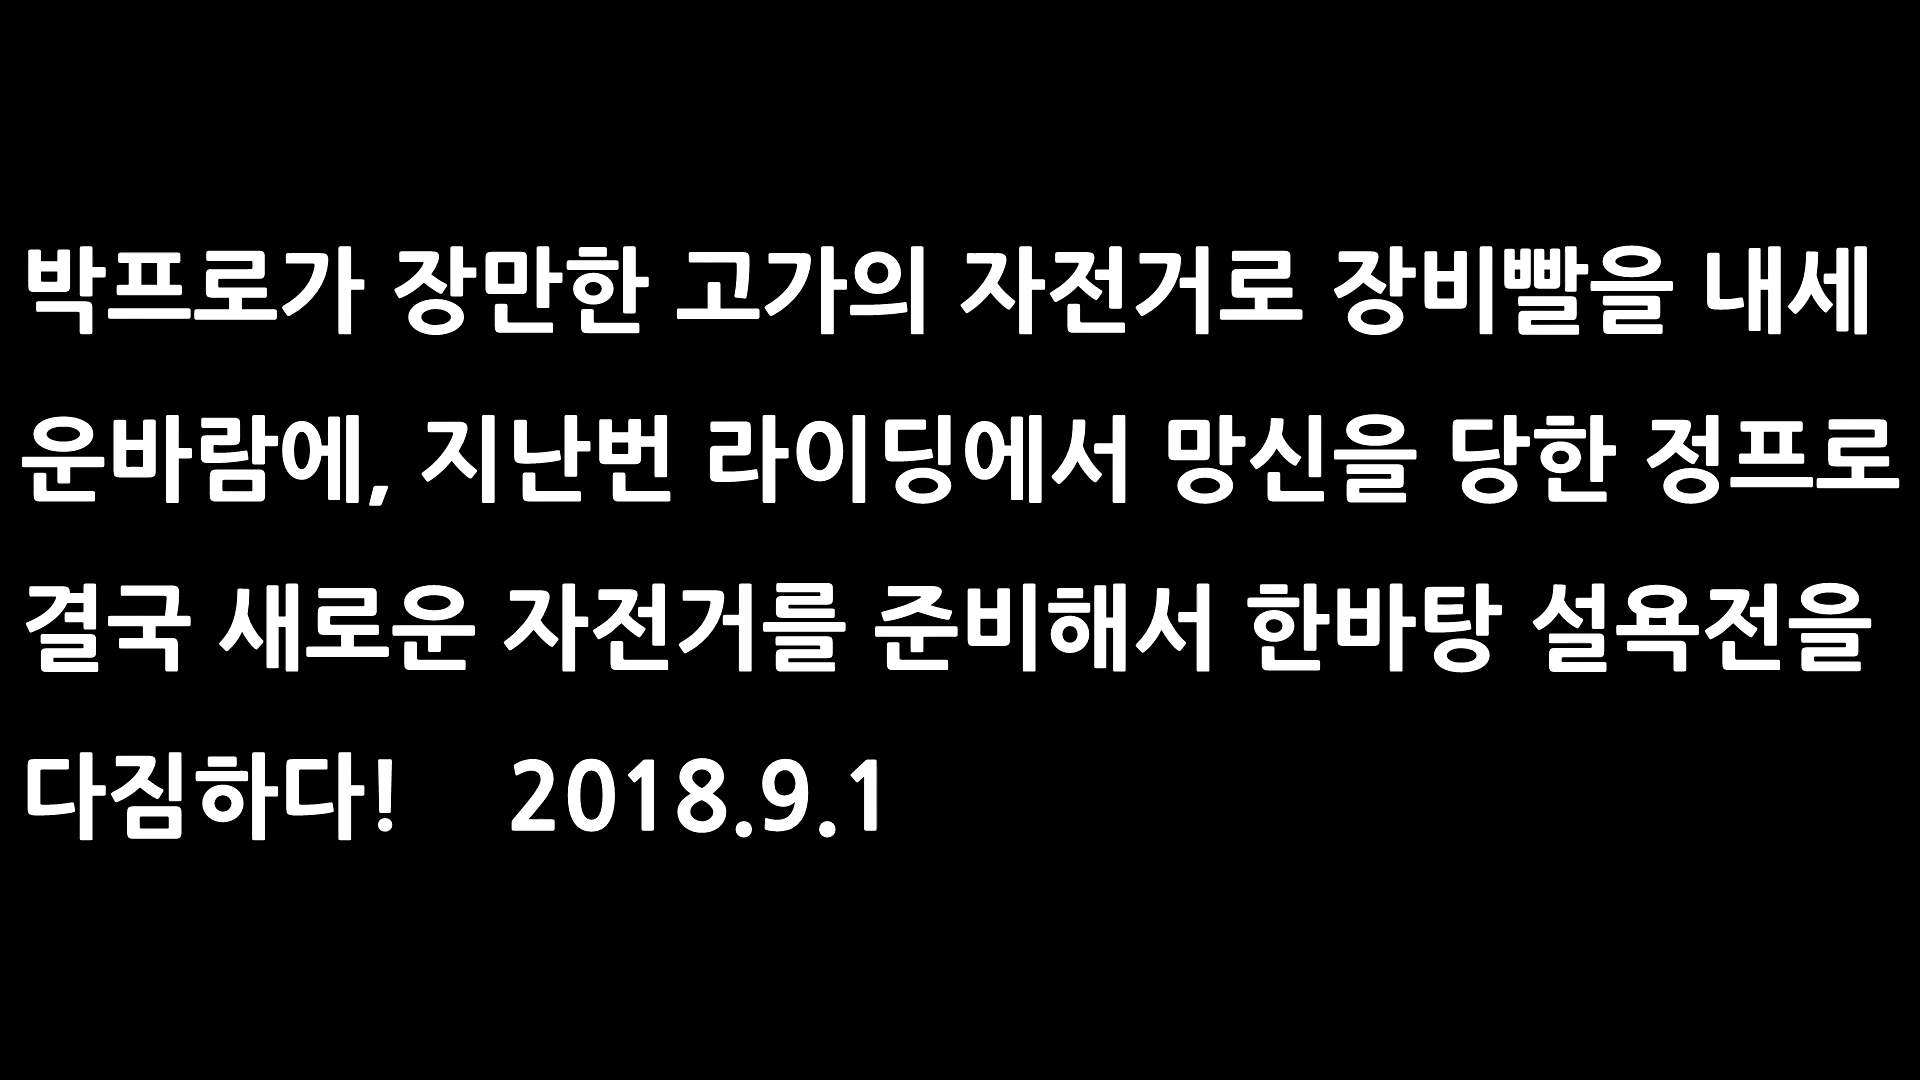 박프로가 장만한 고가의 자전거로 장비빨을 내세
운바람에, 지난번 라이딩에서 망신을 당한 정프로
결국 새로운 자전거를 준비해서 한바탕 설욕전을
다짐하다! 2018.9.1